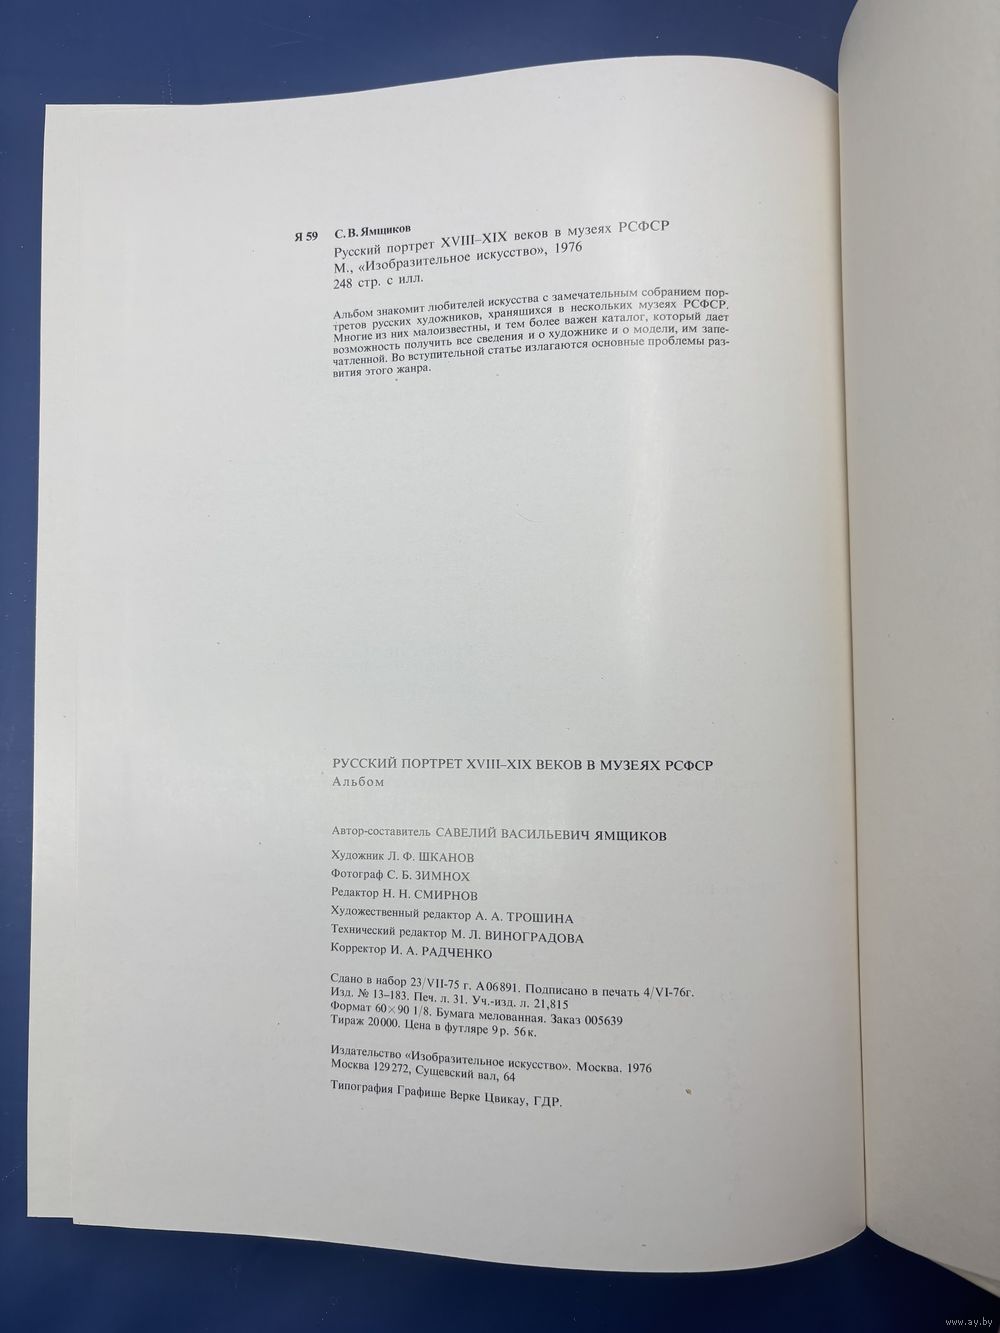 Я 59 С. В. Ямщиков
Русский портрет XVIII–XIX веков в музеях РСФСР
М., «Изобразительное искусство», 1976
248 стр. с илл.
Альбом знакомит любителей искусства с замечательным собранием пор-
третов русских художников, хранящихся в нескольких музеях РСФСР.
Многие из них малоизвестны, и тем более важен каталог, который дает
возможность получить все сведения и о художнике и о модели, им запе-
чатленной. Во вступительной статье излагаются основные проблемы раз-
вития этого жанра.
РУССКИЙ ПОРТРЕТ XVIII–XIX ВЕКОВ В МУЗЕЯХ РСФСР
Альбом
Автор-составитель САВЕЛИЙ ВАСИЛЬЕВИЧ ЯМЩИКОВ
Художник Л. Ф. ШКАНОВ
Фотограф С. Б. ЗИМНОХ
Редактор Н. Н. СМИРНОВ
Художественный редактор А. А. ТРОШИНА
Технический редактор М. Л. ВИНОГРАДОВА
Корректор И. А. РАДЧЕНКО
Сдано в набор 23/VII-75 г. А06891. Подписано в печать 4/VI-76г.
Изд. № 13–183. Печ. л. 31. Уч.-изд. л. 21,815
Формат 60×90 1/8. Бумага мелованная. Заказ 005639
Тираж 20000. Цена в футляре 9р. 56к.
Издательство «Изобразительное искусство». Москва. 1976
Москва 129272, Сущевский вал, 64
Типография Графише Верке Цвикау, ГДР.
www.ay.by